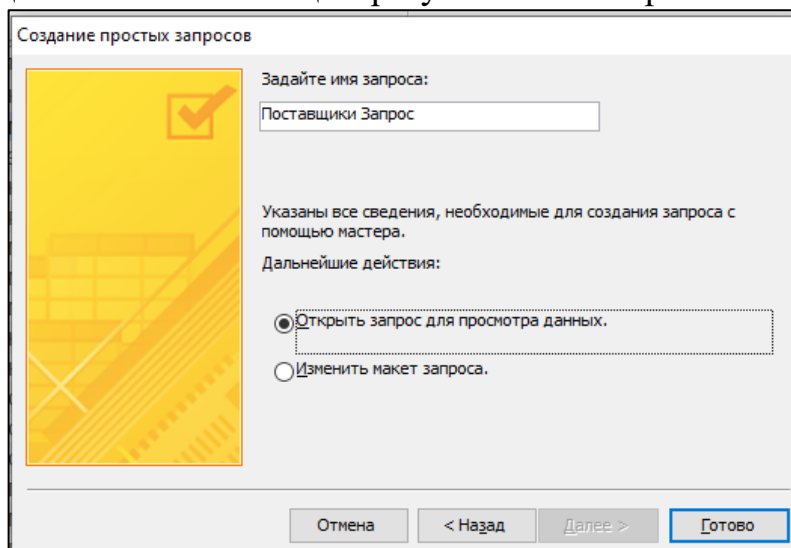 Создание простых запросов
Задайте имя запроса:
Поставщики Запрос
Указаны все сведения, необходимые для создания запроса с
помощью мастера.
Дальнейшие действия:
Открыть запрос для просмотра данных.
Изменить макет запроса.
Отмена < Назад Далее > Готово